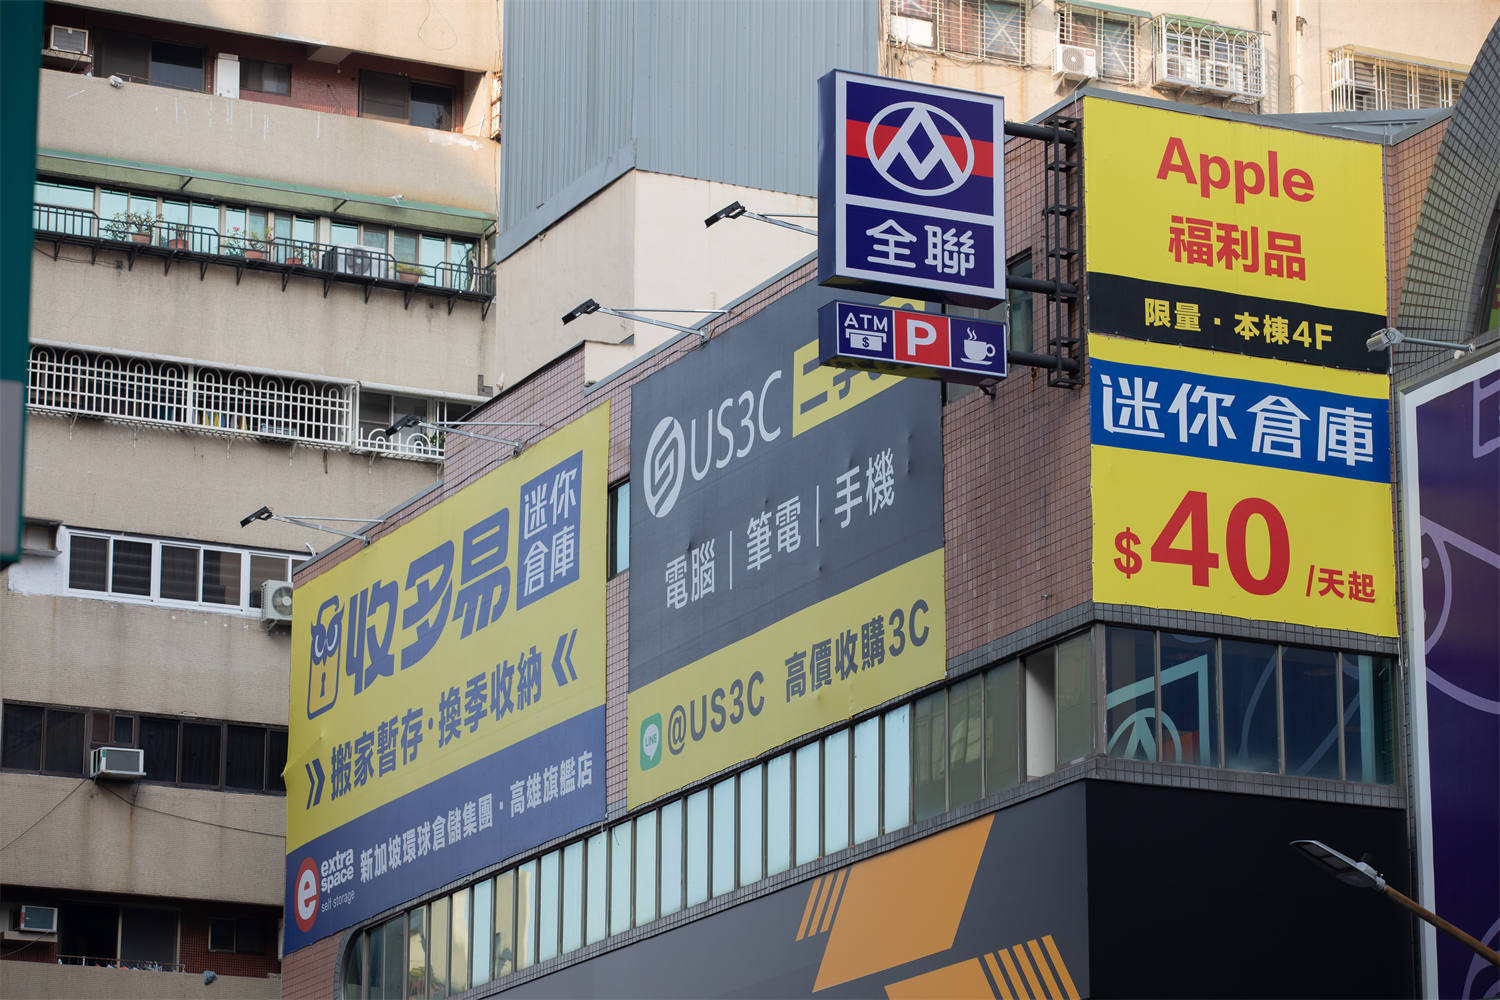 收多易
迷你
倉庫
搬家暫存·換季收納
extra
space
self storage
新加坡環球倉儲集團·高雄旗艦店
US3C
電腦|筆電|手機
LINE
@US3C 高價收購3C
全聯
ATM
$
P
Apple
福利品
限量·本棟4F
迷你倉庫
$40/天起